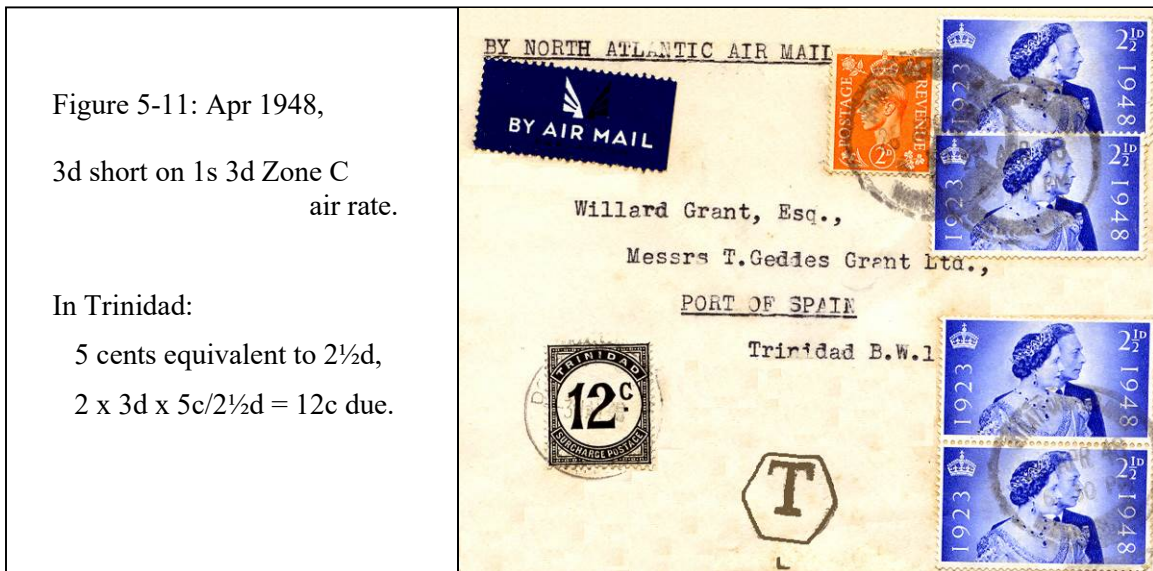 Figure 5-11: Apr 1948,
3d short on 1s 3d Zone C
air rate.
In Trinidad:
5 cents equivalent to 2½d,
2 x 3d x 5c/2½d = 12c due.
BY NORTH ATLANTIC AIR MAIL
BY AIR MAIL
POSTAGE
REVENUE
2D
1923
2½D
1948
1923
2½D
1948
Willard Grant, Esq.,
Messrs T.Geddes Grant Ltd.,
PORT OF SPAIN
Trinidad B.W.1
TRINIDAD
12c.
SURCHARGE POSTAGE
T
L
1923
2½D
1948
1923
2½D
1948